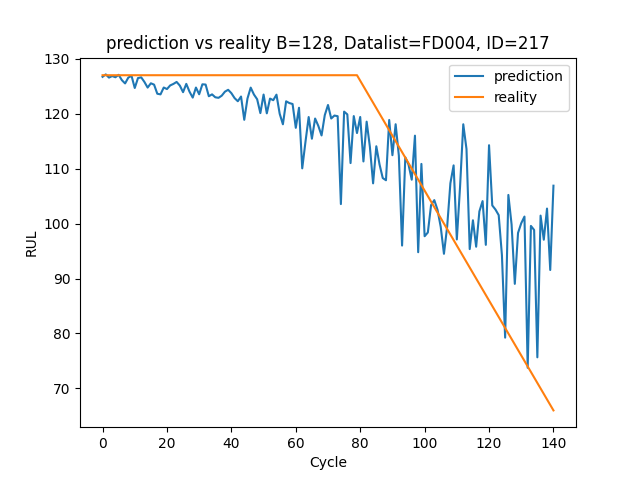 prediction vs reality B=128, Datalist=FD004, ID=217
prediction
reality
RUL
130
120
110
100
90
80
70
0 20 40 60 80 100 120 140
Cycle